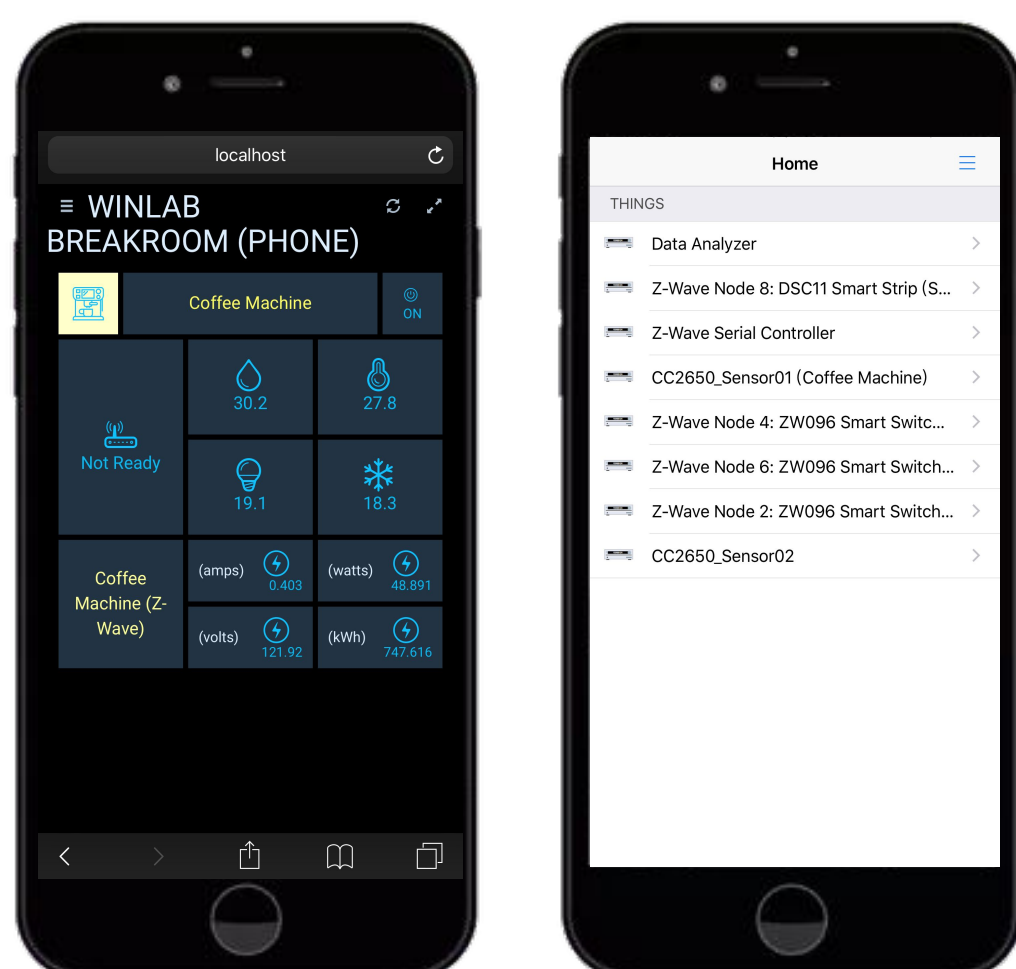 localhost
WINLAB
BREAKROOM (PHONE)
Coffee Machine
ON
30.2
27.8
Not Ready
19.1
18.3
Coffee
Machine (Z-
Wave)
(amps)
0.403
(watts)
48.891
(volts)
121.92
(kWh)
747.616
Home
THINGS
Data Analyzer
Z-Wave Node 8: DSC11 Smart Strip (S...
Z-Wave Serial Controller
CC2650_Sensor01 (Coffee Machine)
Z-Wave Node 4: ZW096 Smart Switc...
Z-Wave Node 6: ZW096 Smart Switch...
Z-Wave Node 2: ZW096 Smart Switch...
CC2650_Sensor02